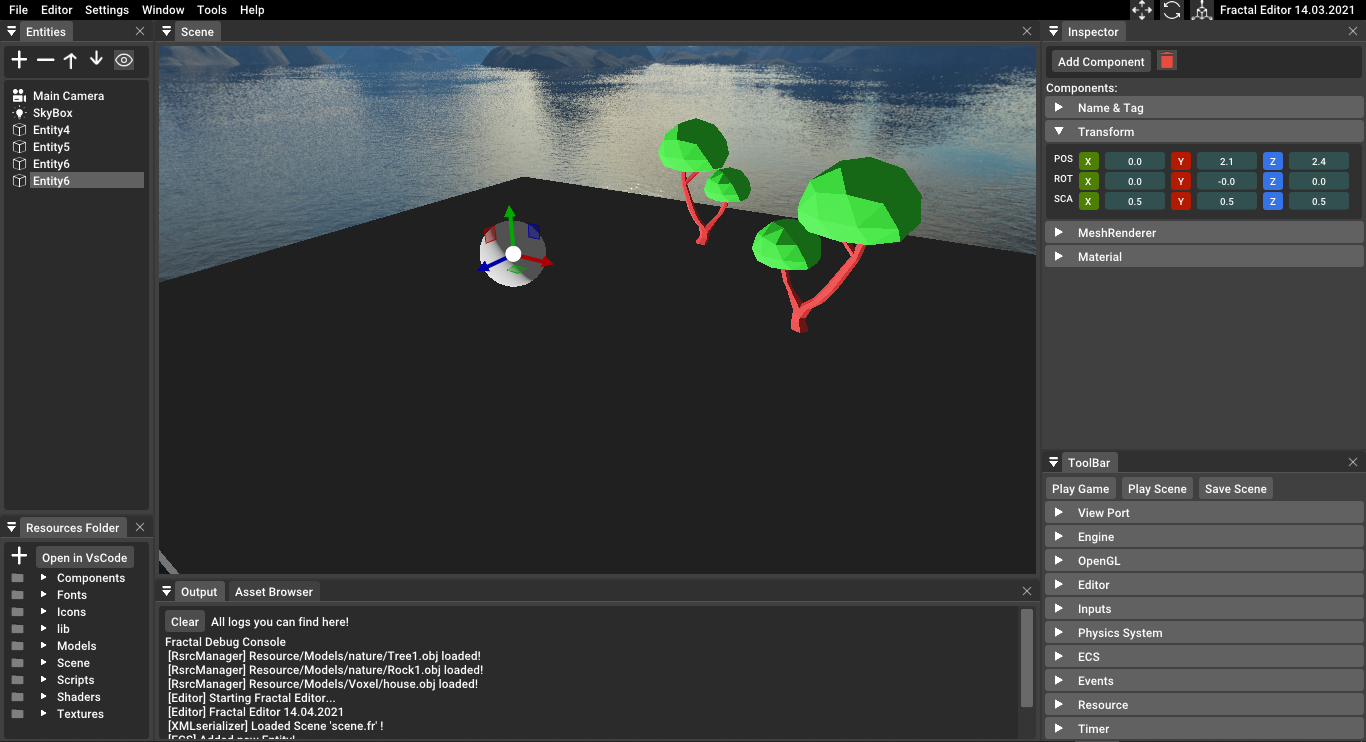 File Editor Settings Window Tools Help Fractal Editor 14.03.2021
Entities
Main Camera
SkyBox
Entity4
Entity5
Entity6
Entity6
Resources Folder
Open in VsCode
Components
Fonts
Icons
lib
Models
Scene
Scripts
Shaders
Textures
Scene
Output Asset Browser
Clear All logs you can find here!
Fractal Debug Console
[RsrcManager] Resource/Models/nature/Tree1.obj loaded!
[RsrcManager] Resource/Models/nature/Rock1.obj loaded!
[RsrcManager] Resource/Models/Voxel/house.obj loaded!
[Editor] Starting Fractal Editor...
[Editor] Fractal Editor 14.04.2021
[XMLserializer] Loaded Scene 'scene.fr' !
[ECS] Added new Entity!
Inspector
Add Component
Components:
Name & Tag
Transform
POS X 0.0 Y 2.1 Z 2.4
ROT X 0.0 Y -0.0 Z 0.0
SCA X 0.5 Y 0.5 Z 0.5
MeshRenderer
Material
ToolBar
Play Game Play Scene Save Scene
View Port
Engine
OpenGL
Editor
Inputs
Physics System
ECS
Events
Resource
Timer